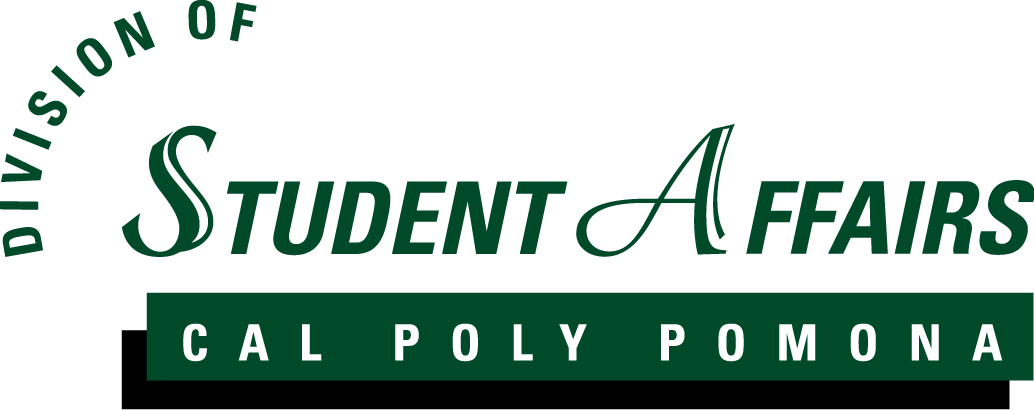 DIVISION OF
STUDENT AFFAIRS
CAL POLY POMONA